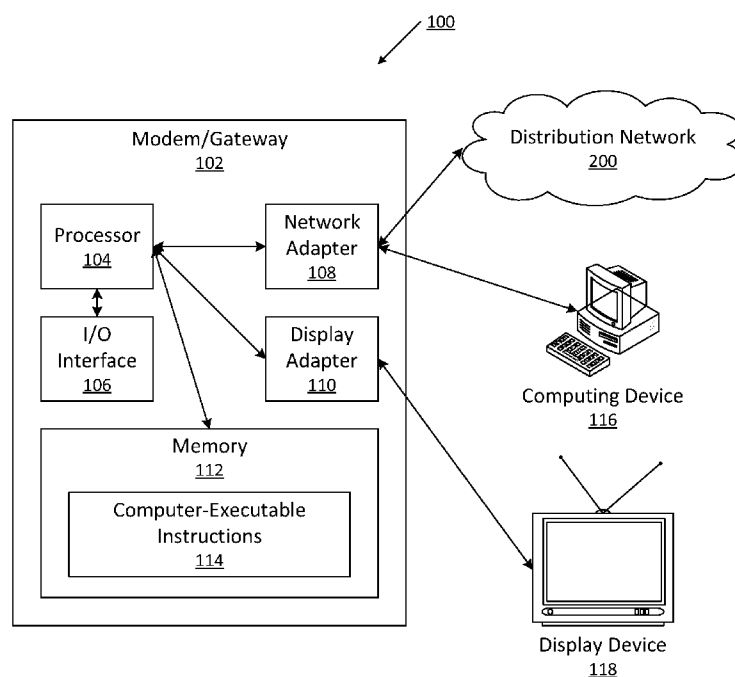 100
Modem/Gateway
102
Distribution Network
200
Processor
104
Network
Adapter
108
I/O
Interface
106
Display
Adapter
110
Computing Device
116
Memory
112
Computer-Executable
Instructions
114
Display Device
118